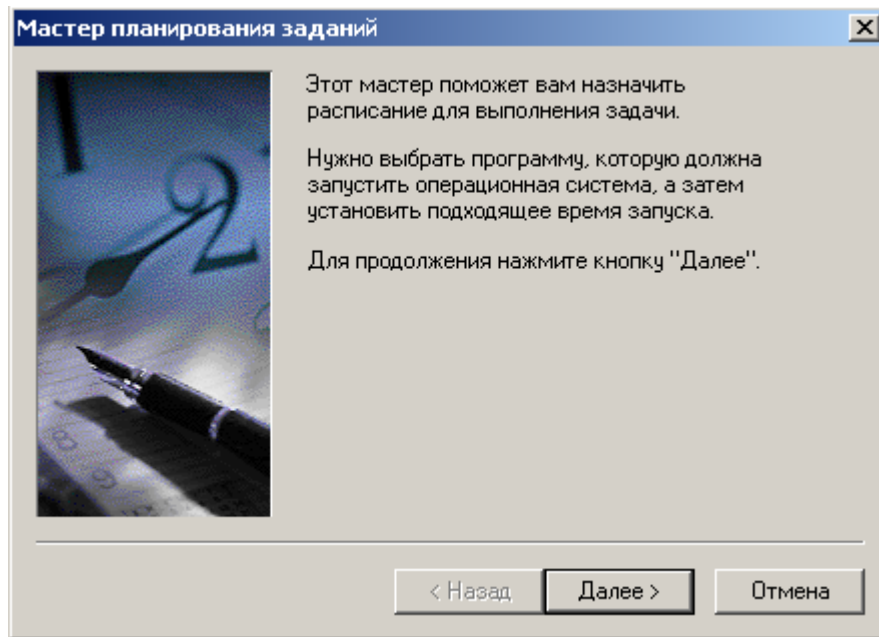 Мастер планирования заданий
Этот мастер поможет вам назначить
расписание для выполнения задачи.
Нужно выбрать программу, которую должна
запустить операционная система, а затем
установить подходящее время запуска.
Для продолжения нажмите кнопку "Далее".
< Назад
Далее >
Отмена